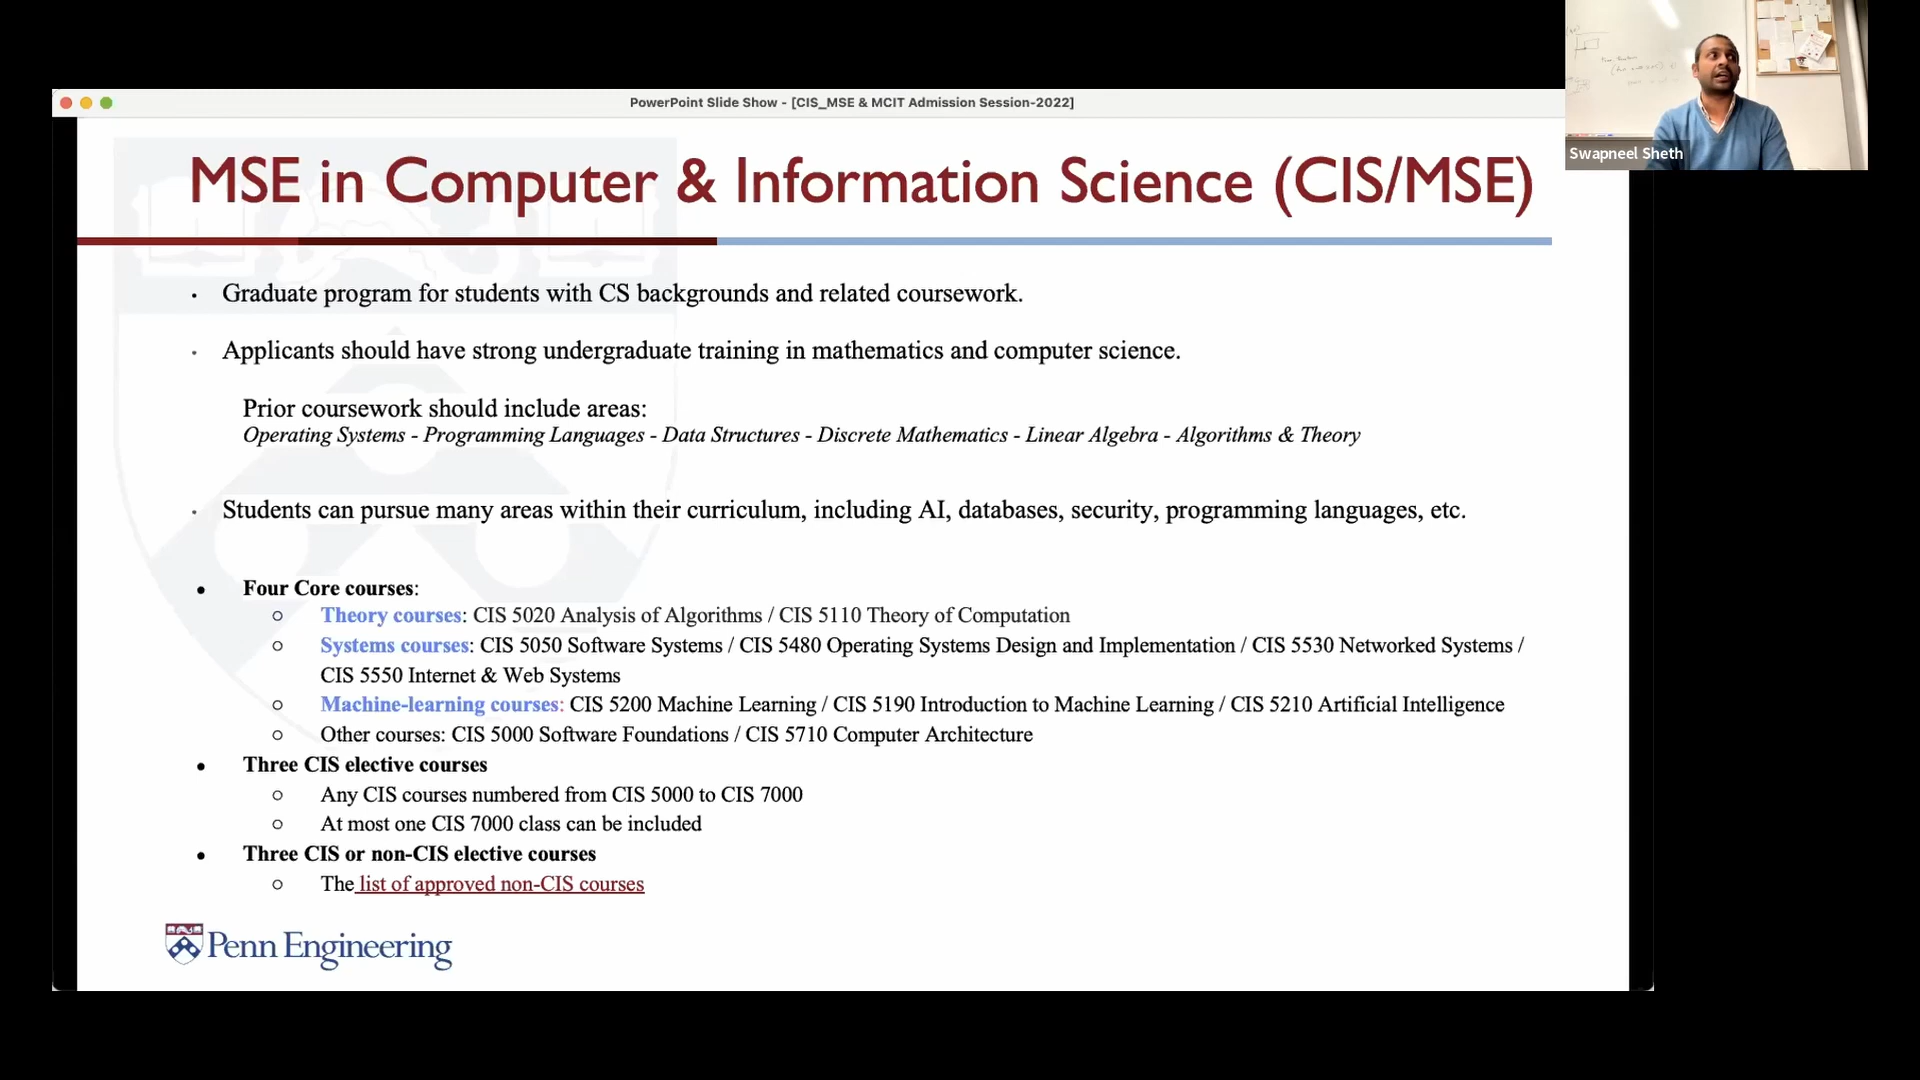 PowerPoint Slide Show - [CIS_MSE & MCIT Admission Session-2022]
Swapneel Sheth
MSE in Computer & Information Science (CIS/MSE)
• Graduate program for students with CS backgrounds and related coursework.
• Applicants should have strong undergraduate training in mathematics and computer science.
Prior coursework should include areas:
Operating Systems - Programming Languages - Data Structures - Discrete Mathematics - Linear Algebra - Algorithms & Theory
• Students can pursue many areas within their curriculum, including AI, databases, security, programming languages, etc.
• Four Core courses:
○ Theory courses: CIS 5020 Analysis of Algorithms / CIS 5110 Theory of Computation
○ Systems courses: CIS 5050 Software Systems / CIS 5480 Operating Systems Design and Implementation / CIS 5530 Networked Systems /
CIS 5550 Internet & Web Systems
○ Machine-learning courses: CIS 5200 Machine Learning / CIS 5190 Introduction to Machine Learning / CIS 5210 Artificial Intelligence
○ Other courses: CIS 5000 Software Foundations / CIS 5710 Computer Architecture
• Three CIS elective courses
○ Any CIS courses numbered from CIS 5000 to CIS 7000
○ At most one CIS 7000 class can be included
• Three CIS or non-CIS elective courses
○ The list of approved non-CIS courses
Penn Engineering